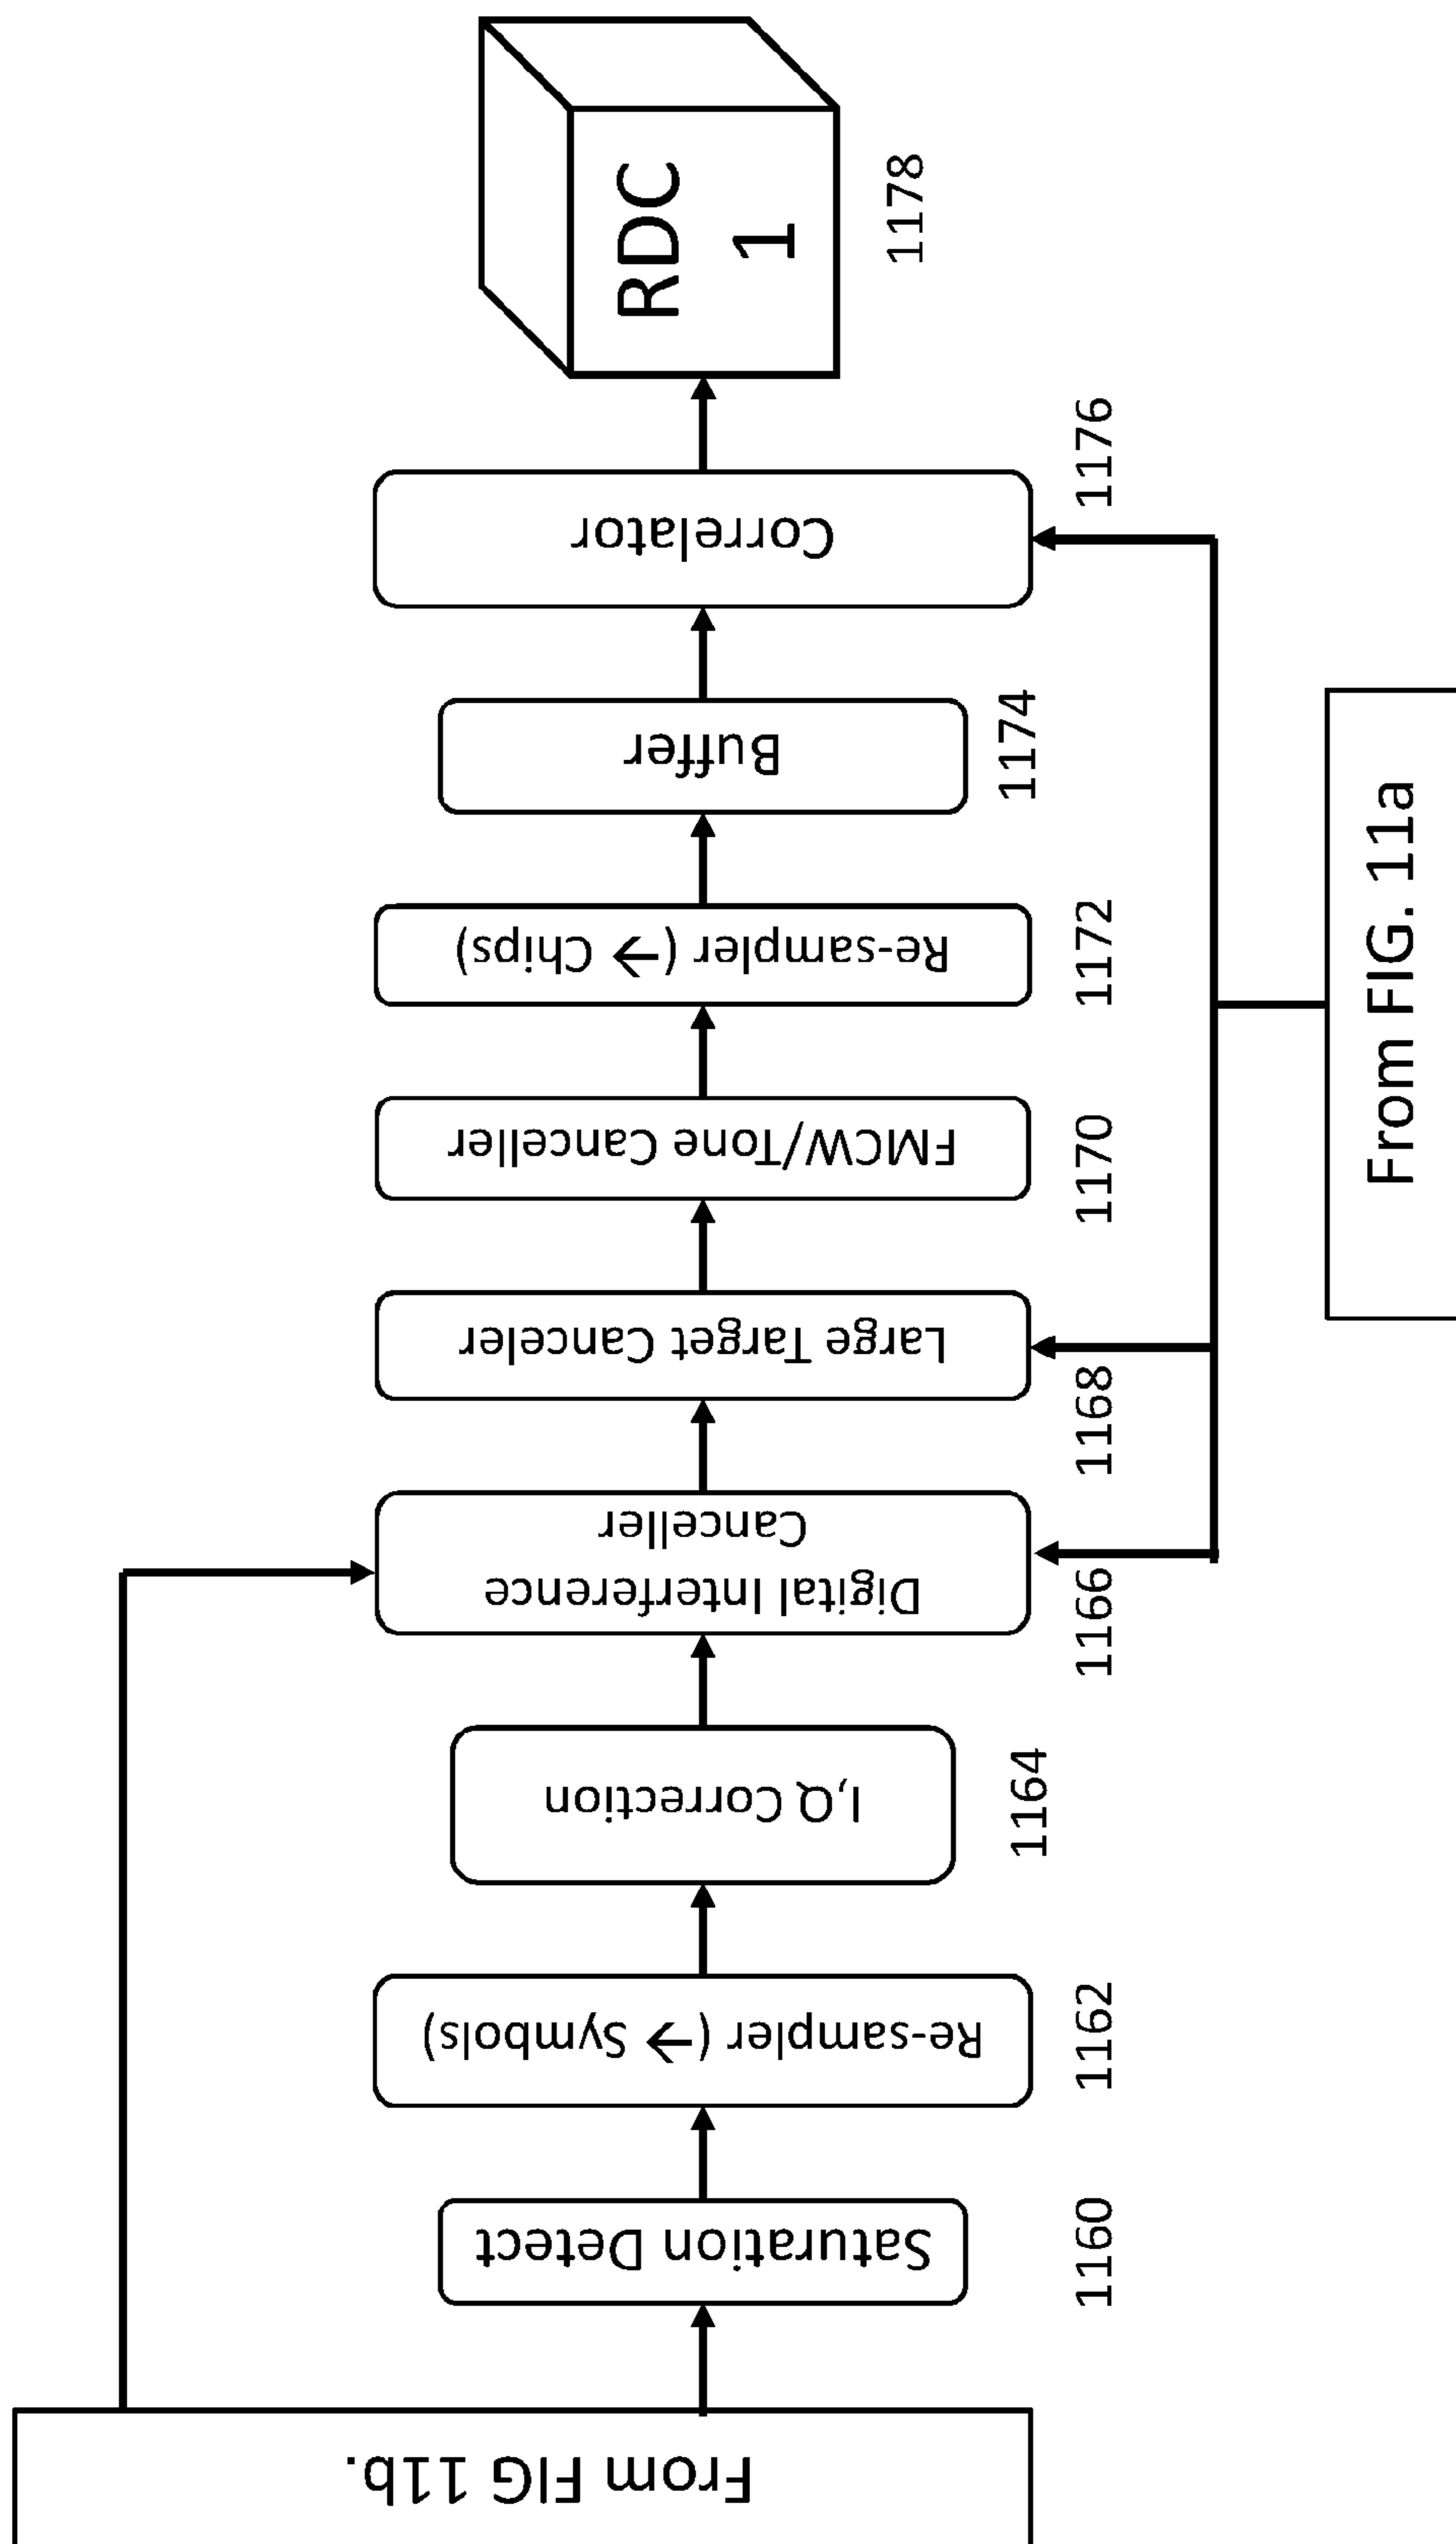 From FIG 11b.
Saturation Detect
1160
Re-sampler (→ Symbols)
1162
I,Q Correction
1164
Digital Interference
Canceller
1166
Large Target Canceler
1168
FMCW/Tone Canceller
1170
Re-sampler (→ Chips)
1172
Buffer
1174
Correlator
1176
RDC
1
1178
From FIG. 11a